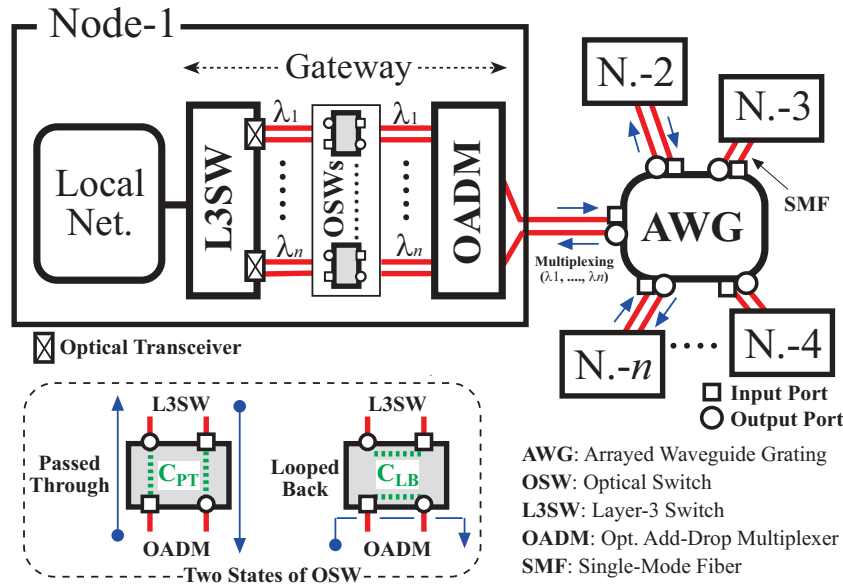 Node-1
Gateway
Local
Net.
L3SW
λ1
λn
OSWs
λ1
λn
OADM
Multiplexing
(λ1, ...., λn)
N.-2
N.-3
SMF
AWG
N.-n
N.-4
Optical Transceiver
Input Port
Output Port
L3SW
Passed
Through
CPT
OADM
L3SW
Looped
Back
CLB
OADM
Two States of OSW
AWG: Arrayed Waveguide Grating
OSW: Optical Switch
L3SW: Layer-3 Switch
OADM: Opt. Add-Drop Multiplexer
SMF: Single-Mode Fiber